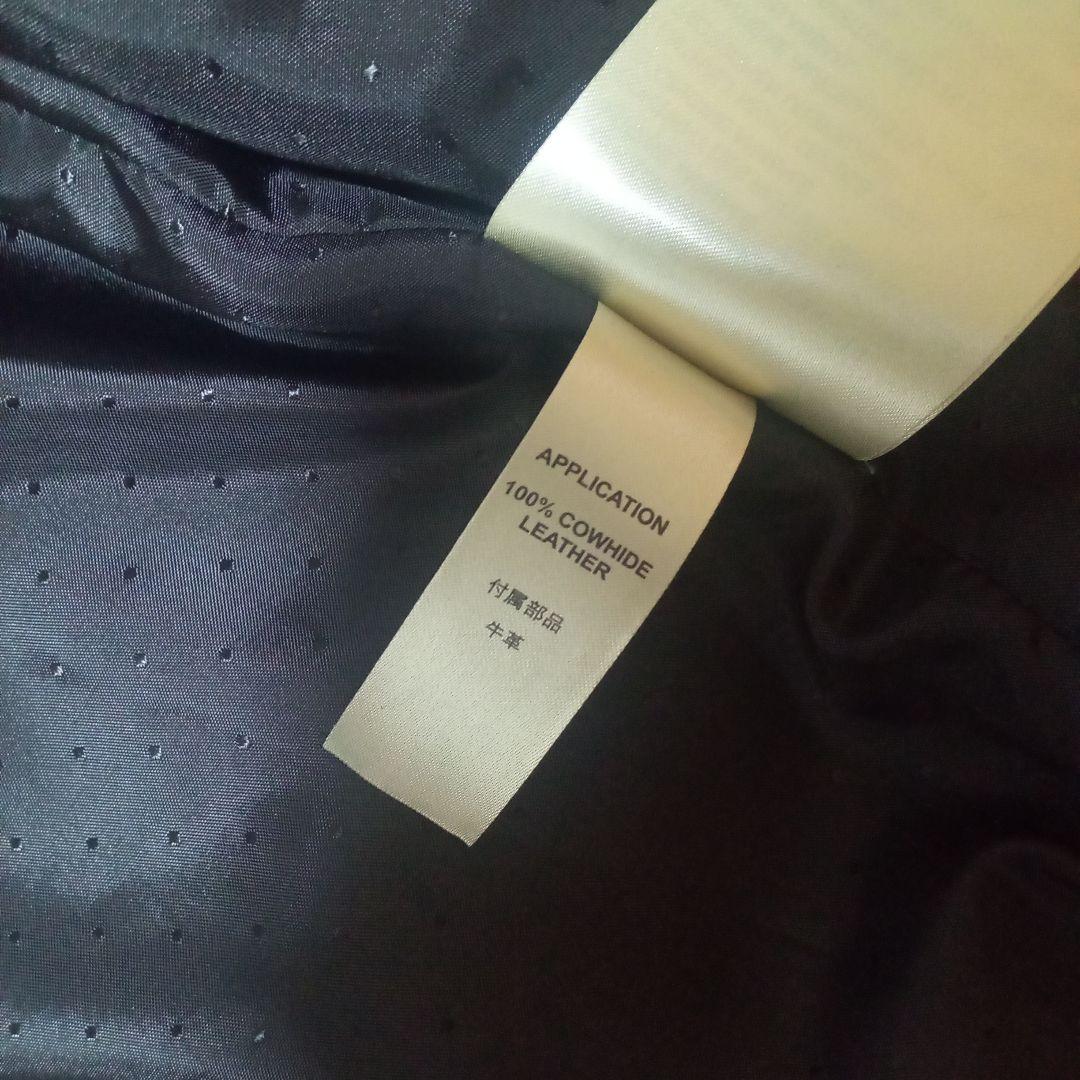 APPLICATION
100% COWHIDE
LEATHER
付属部品
牛革